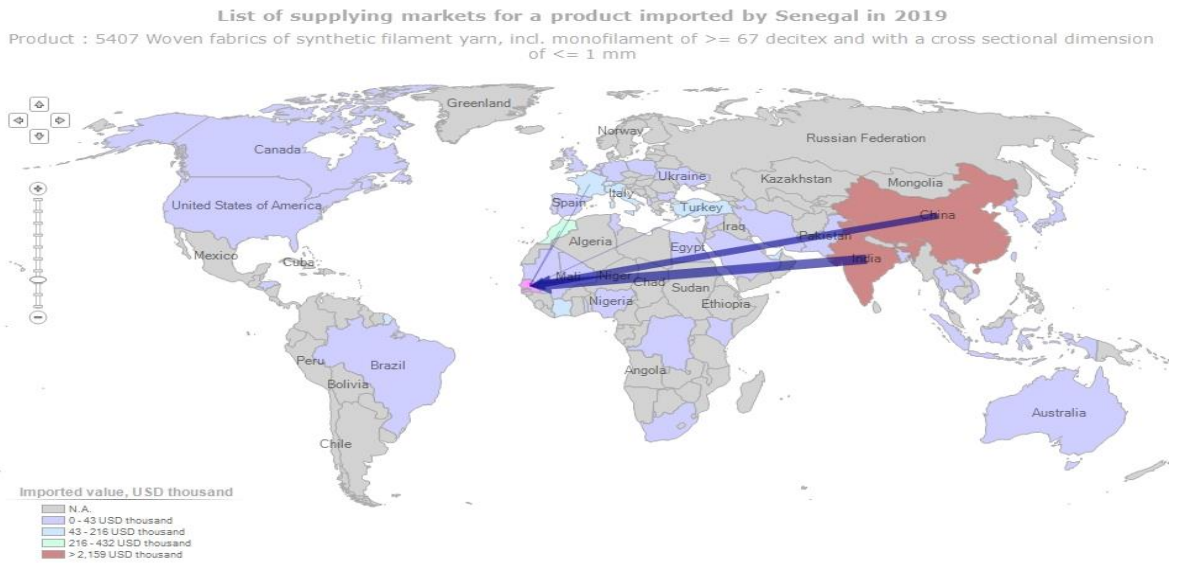 List of supplying markets for a product imported by Senegal in 2019
Product : 5407 Woven fabrics of synthetic filament yarn, incl. monofilament of >= 67 decitex and with a cross sectional dimension
of <= 1 mm
Greenland
Norway
Russian Federation
Canada
Ukraine
Kazakhstan
Mongolia
United States of America
Spain
Italy
Turkey
China
Mexico
Algeria
Iraq
Pakistan
Cuba
Egypt
India
Mali
Niger
Chad
Sudan
Nigeria
Ethiopia
Peru
Brazil
Angola
Bolivia
Australia
Chile
Imported value, USD thousand
N.A.
0 - 43 USD thousand
43 - 216 USD thousand
216 - 432 USD thousand
> 2,159 USD thousand